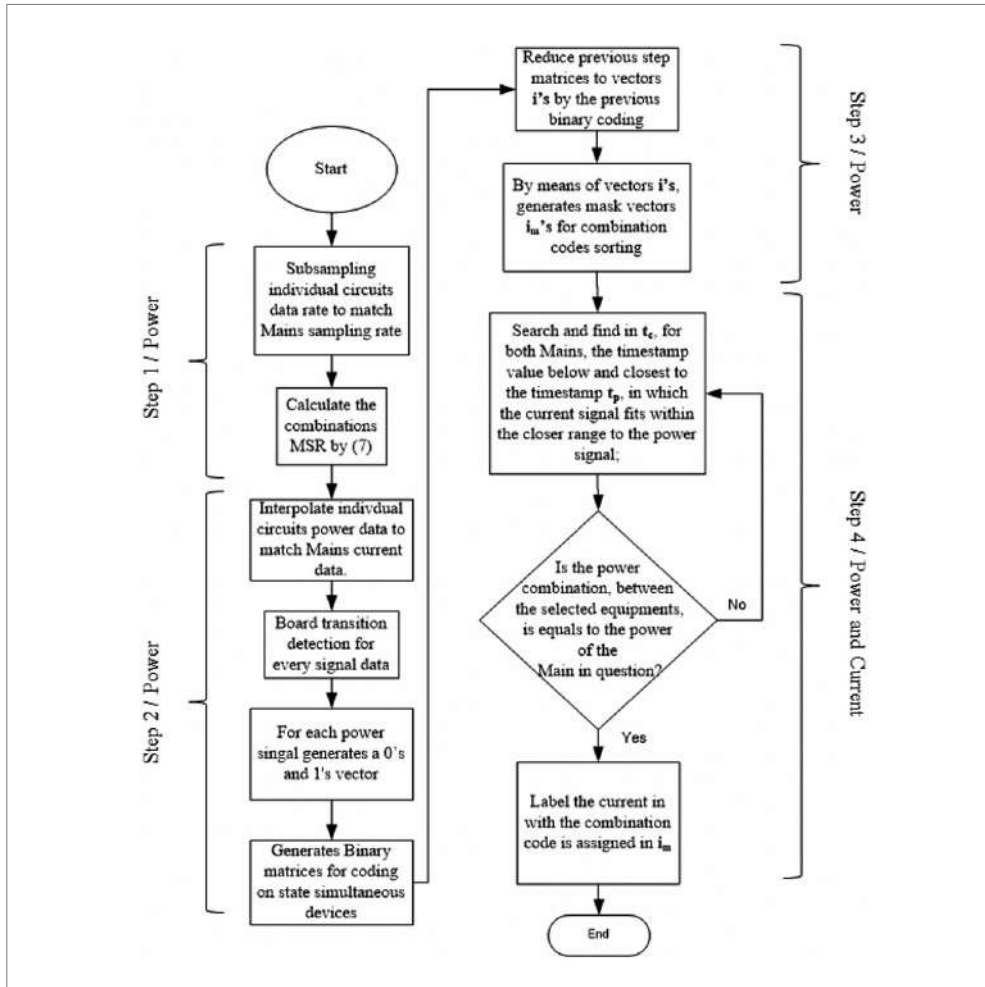 Start
Step 1 / Power
Subsampling
individual circuits
data rate to match
Mains sampling rate
Calculate the
combinations
MSR by (7)
Step 2 / Power
Interpolate indivdual
circuits power data to
match Mains current
data.
Board transition
detection for
every signal data
For each power
singal generates a 0's
and 1's vector
Generates Binary
matrices for coding
on state simultaneous
devices
Step 3 / Power
Reduce previous step
matrices to vectors
i's by the previous
binary coding
By means of vectors i's,
generates mask vectors
im's for combination
codes sorting
Step 4 / Power and Current
Search and find in tc, for
both Mains, the timestamp
value below and closest to
the timestamp tp, in which
the current signal fits within
the closer range to the power
signal;
Is the power
combination, between
the selected equipments,
is equals to the power
of the
Main in question?
No
Yes
Label the current in
with the combination
code is assigned in im
End